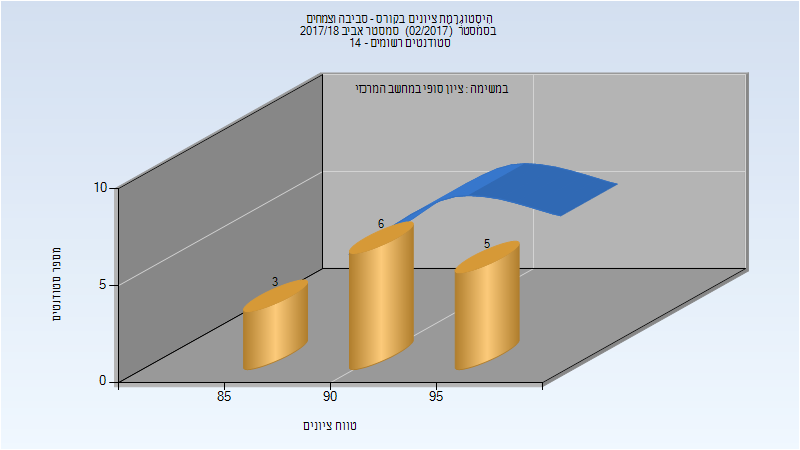 היסטוגרמת ציונים בקורס - סביבה וצמחים
בסמסטר (02/2017) סמסטר אביב 2017/18
סטודנטים רשומים - 14
במשימה : ציון סופי במחשב המרכזי
מספר סטודנטים
10
5
0
3
6
5
85
90
95
טווח ציונים